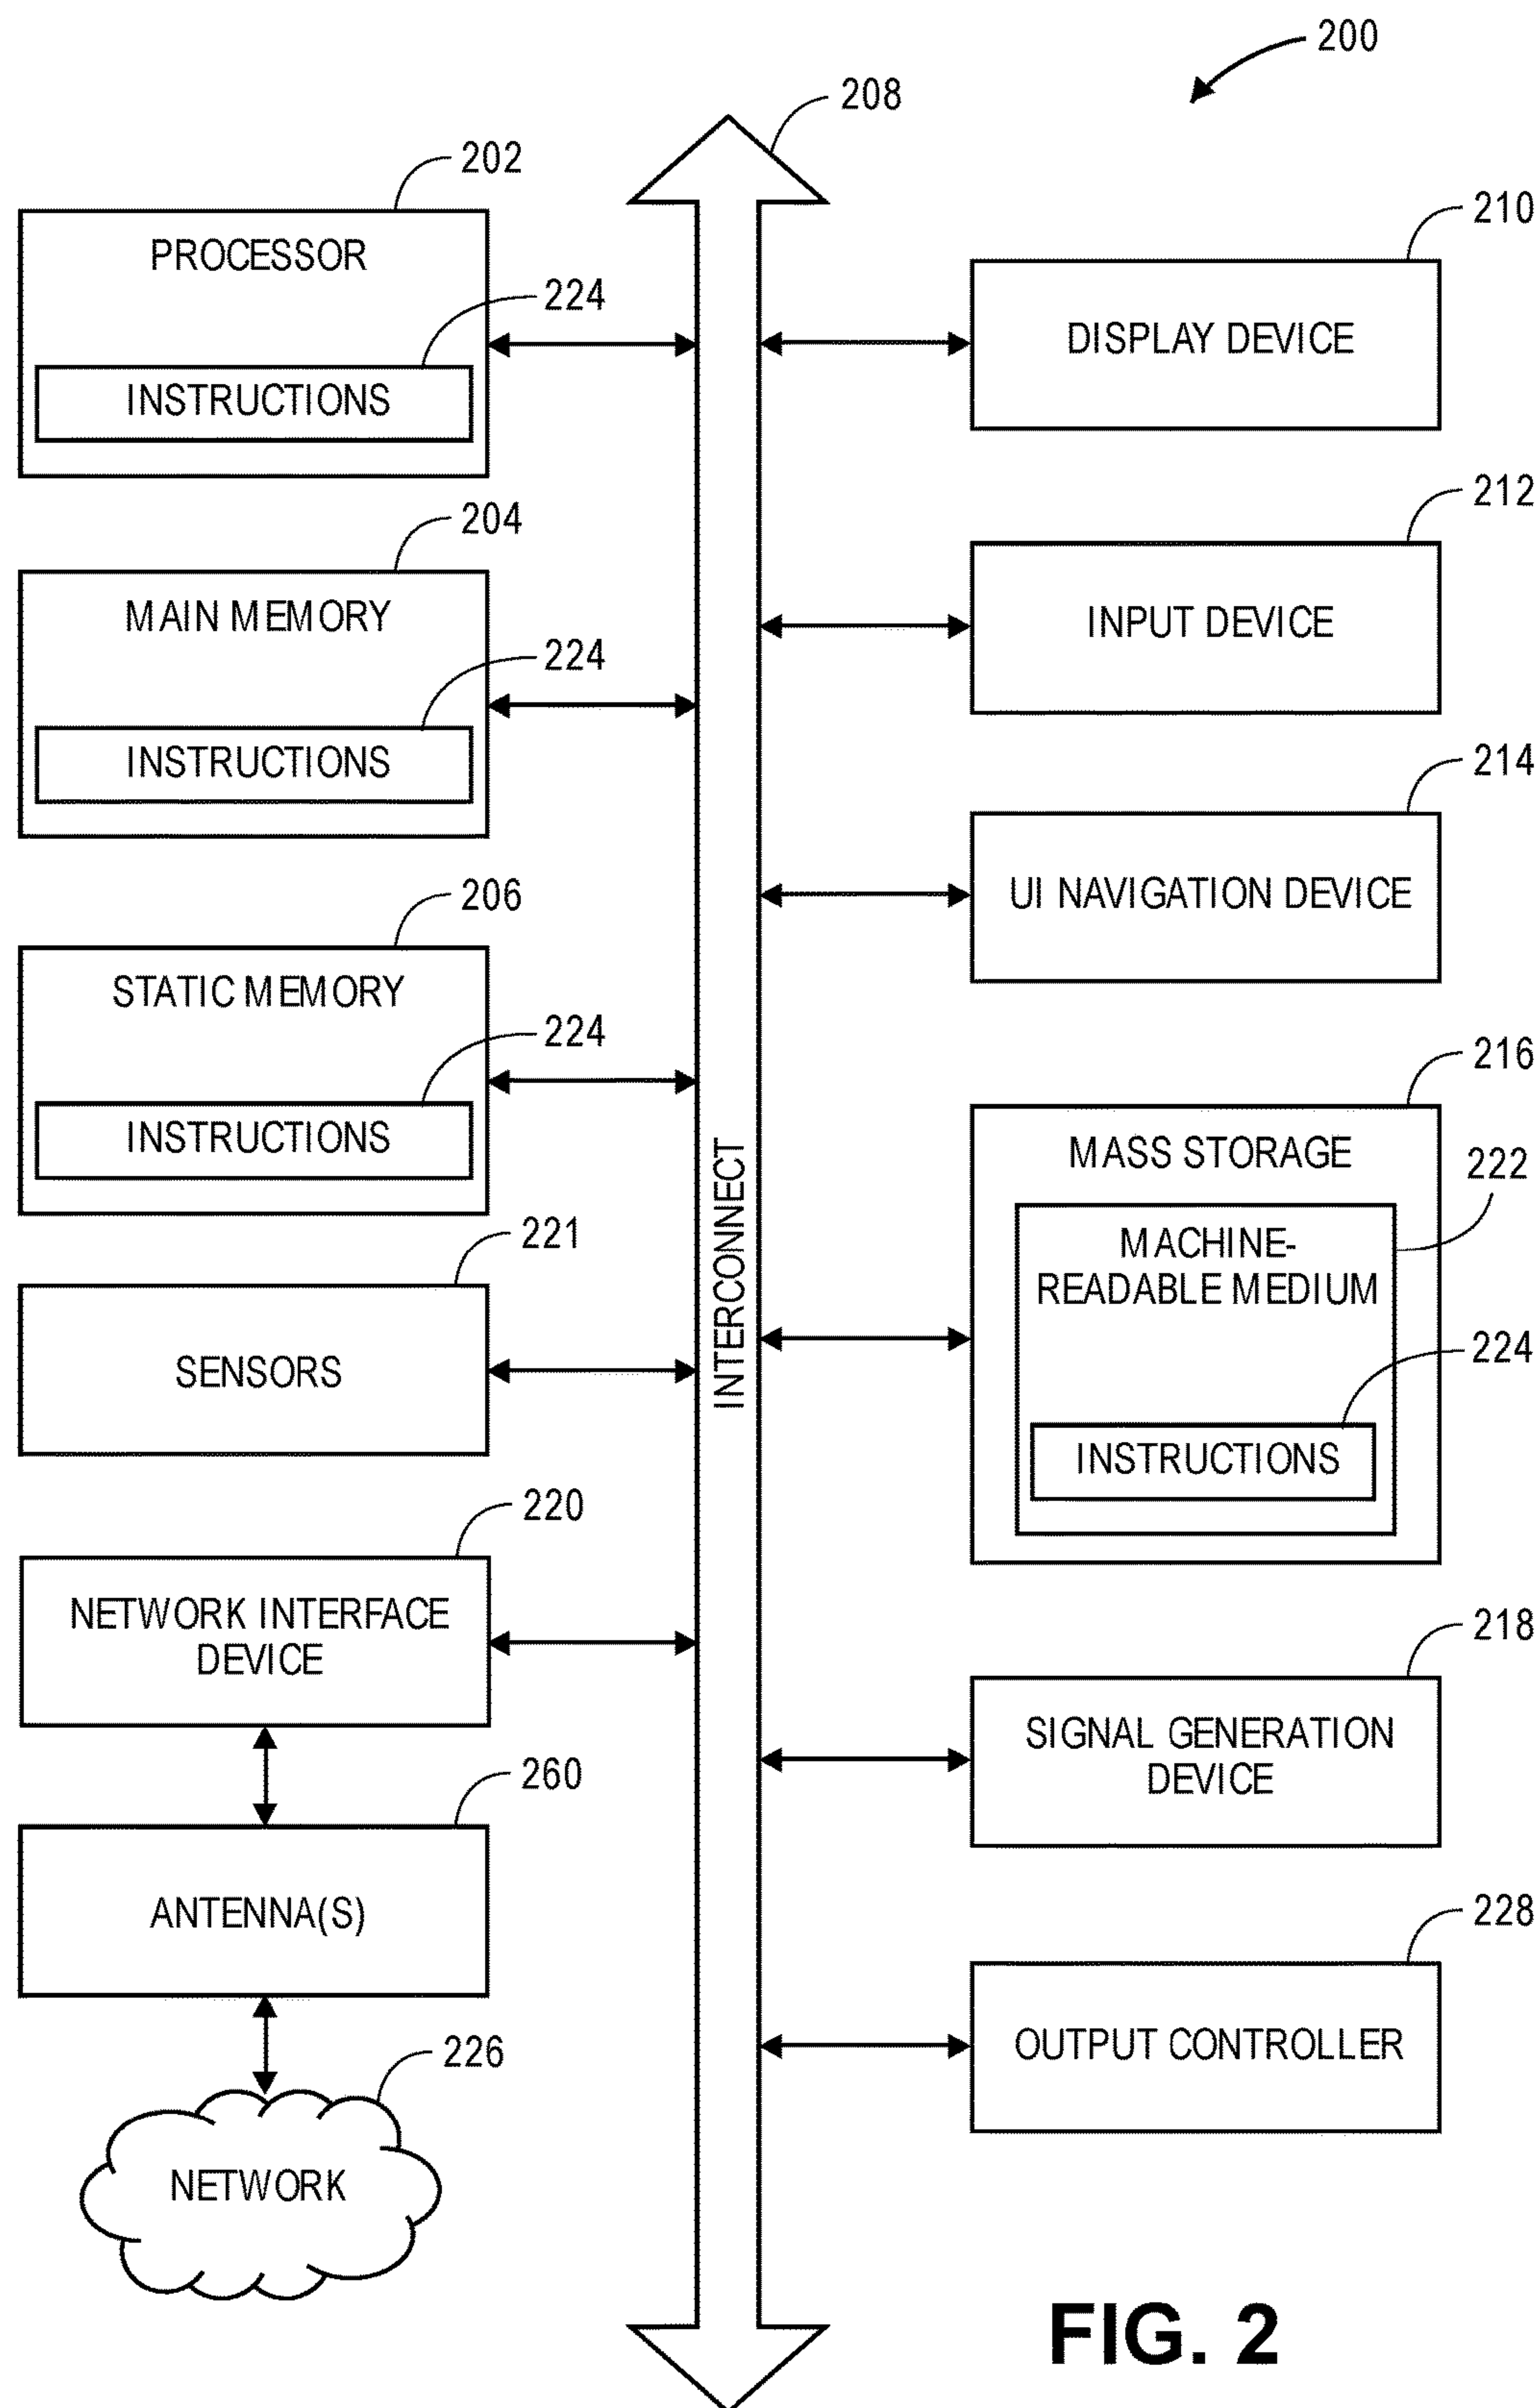 200
208
202
PROCESSOR
224
INSTRUCTIONS
204
MAIN MEMORY
224
INSTRUCTIONS
206
STATIC MEMORY
224
INSTRUCTIONS
221
SENSORS
220
NETWORK INTERFACE
DEVICE
260
ANTENNA(S)
226
NETWORK
INTERCONNECT
210
DISPLAY DEVICE
212
INPUT DEVICE
214
UI NAVIGATION DEVICE
216
MASS STORAGE
222
MACHINE-
READABLE MEDIUM
224
INSTRUCTIONS
218
SIGNAL GENERATION
DEVICE
228
OUTPUT CONTROLLER
FIG. 2